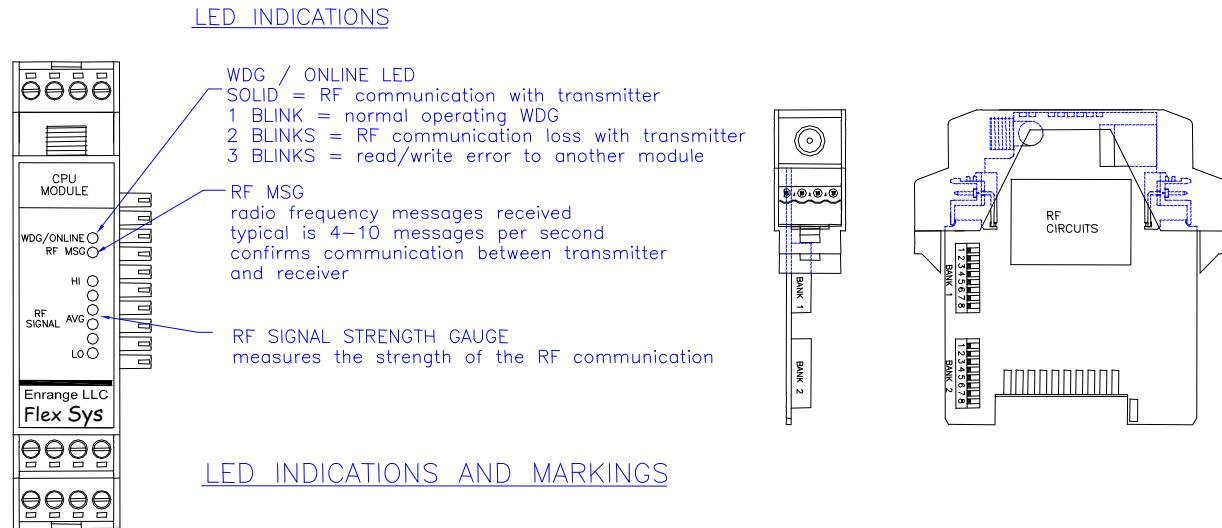 LED INDICATIONS
WDG / ONLINE LED
SOLID = RF communication with transmitter
1 BLINK = normal operating WDG
2 BLINKS = RF communication loss with transmitter
3 BLINKS = read/write error to another module
RF MSG
radio frequency messages received
typical is 4-10 messages per second
confirms communication between transmitter
and receiver
RF SIGNAL STRENGTH GAUGE
measures the strength of the RF communication
LED INDICATIONS AND MARKINGS
CPU
MODULE
WDG/ONLINE
RF MSG
HI
RF
SIGNAL
AVG
LO
Enrange LLC
Flex Sys
BANK 1
BANK 2
RF
CIRCUITS
BANK 1
12345678
BANK 2
12345678